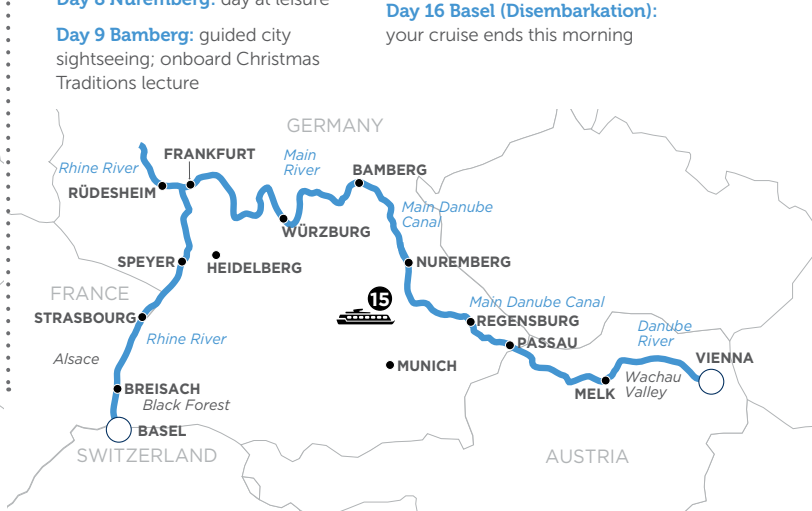 Day 8 Nuremberg: day at leisure
Day 9 Bamberg: guided city
sightseeing; onboard Christmas
Traditions lecture
Day 16 Basel (Disembarkation):
your cruise ends this morning
GERMANY
FRANKFURT
Rhine River
Main
River
BAMBERG
RÜDESHEIM
Main Danube
Canal
WÜRZBURG
SPEYER
HEIDELBERG
NUREMBERG
FRANCE
15
Main Danube Canal
STRASBOURG
REGENSBURG
Rhine River
Danube
River
PASSAU
Alsace
VIENNA
MUNICH
Wachau
Valley
BREISACH
MELK
Black Forest
BASEL
SWITZERLAND
AUSTRIA